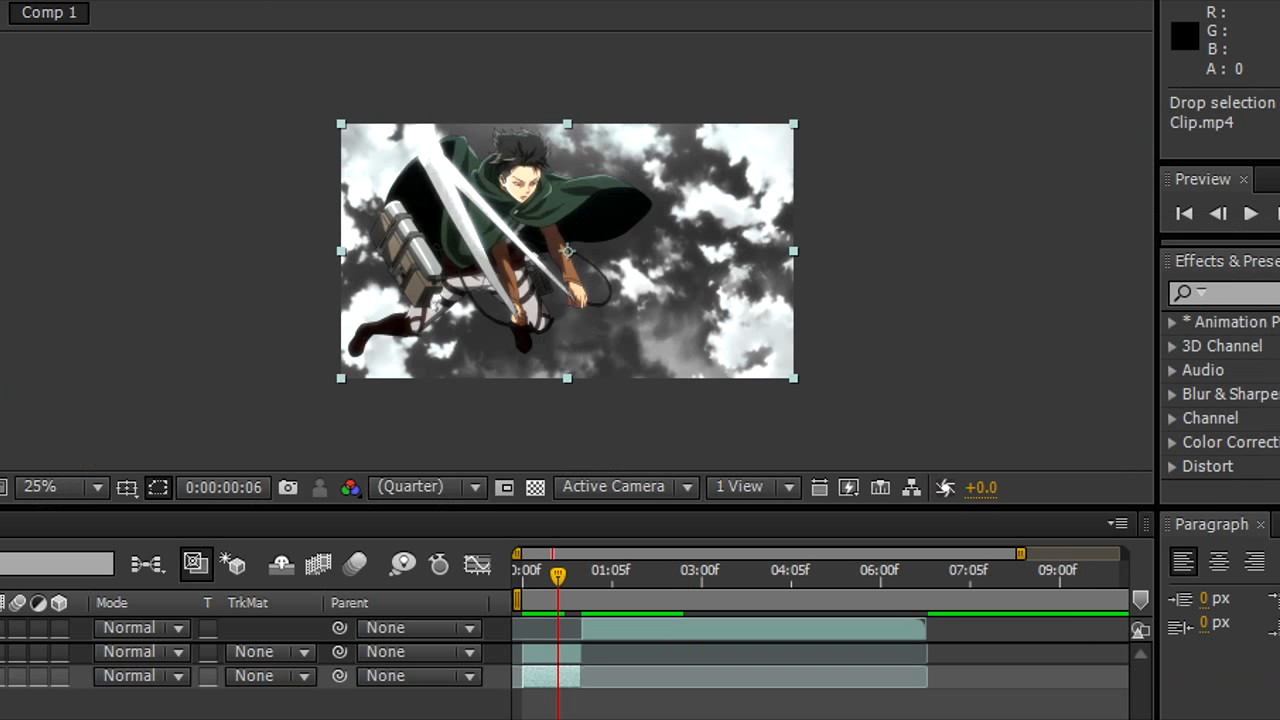 Comp 1
R :
G :
B :
A : 0
Drop selection
Clip.mp4
Preview ×
Effects & Prese
* Animation P
3D Channel
Audio
Blur & Sharpe
Channel
Color Correcti
Distort
25%
0:00:00:06
(Quarter)
Active Camera
1 View
+0.0
Paragraph ×
0:00f 01:05f 03:00f 04:05f 06:00f 07:05f 09:00f
Mode T TrkMat Parent
0 px
0 px
Normal None
Normal None None
Normal None None